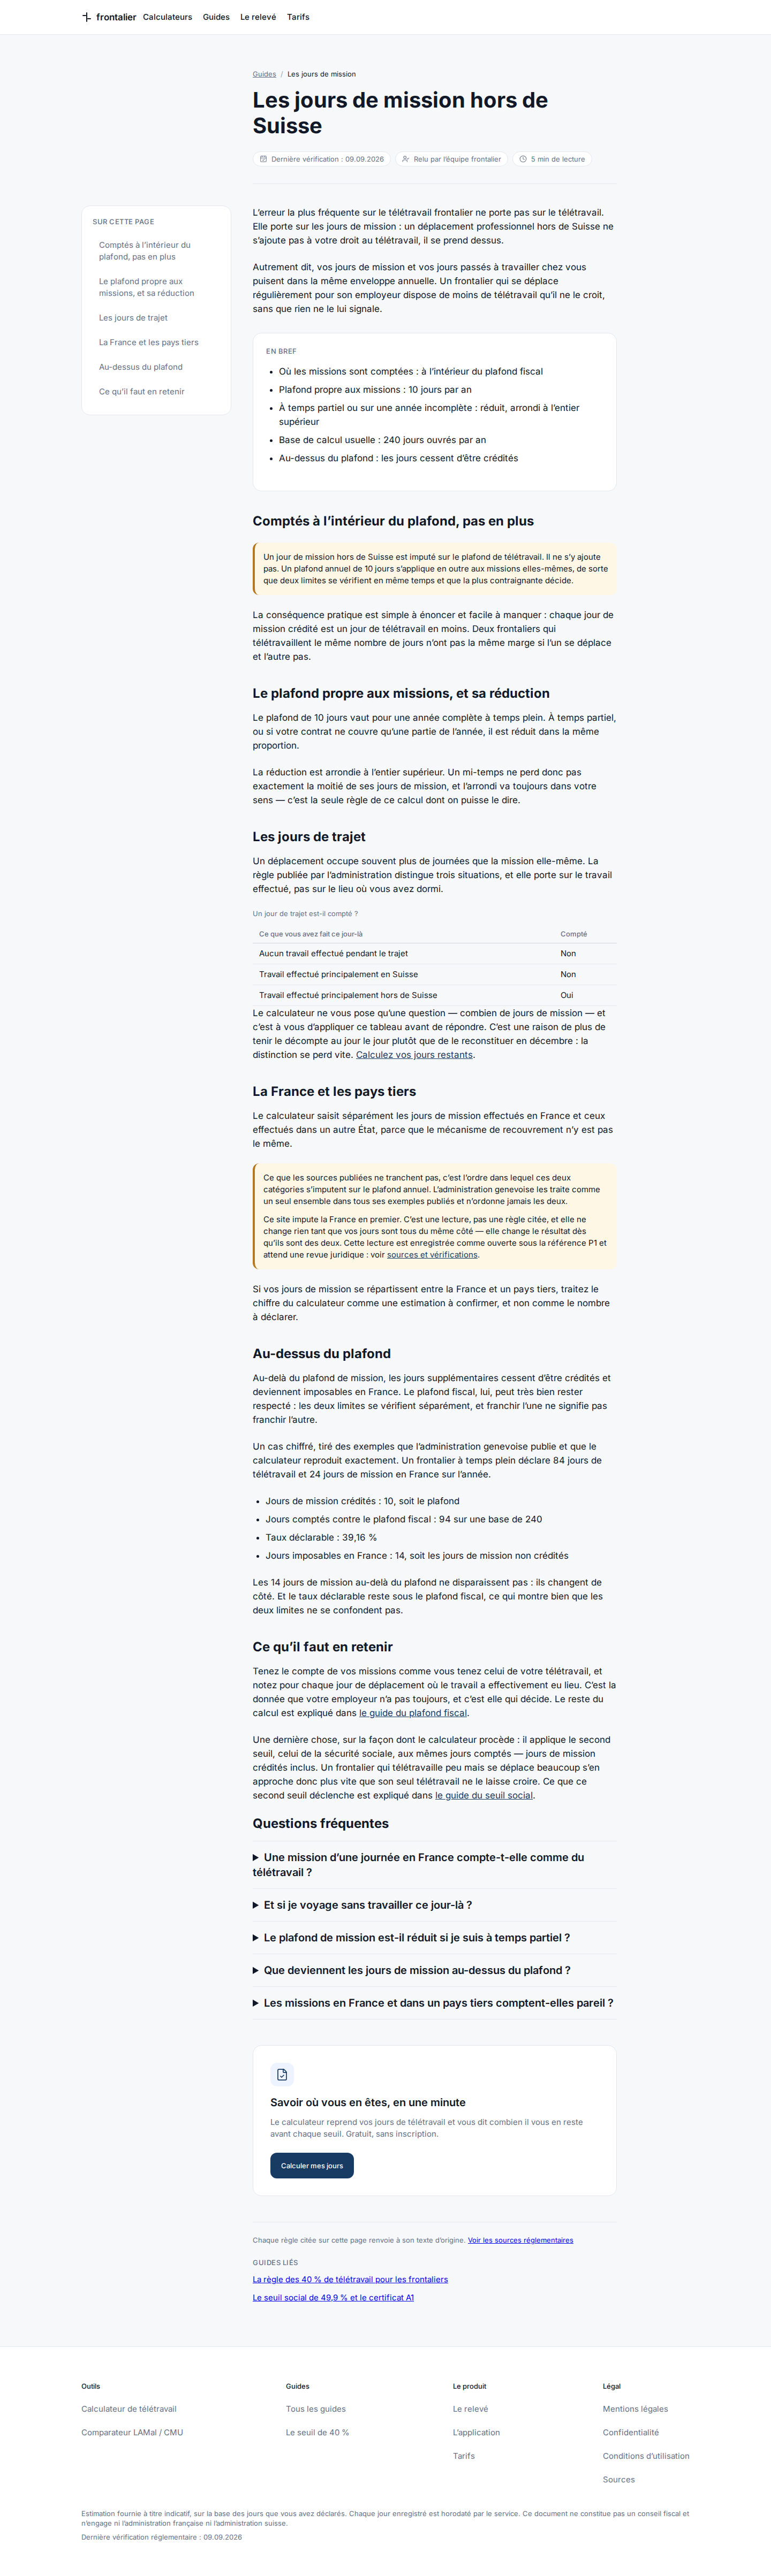 frontalier Calculateurs Guides Le relevé Tarifs
Guides / Les jours de mission
Les jours de mission hors de
Suisse
Dernière vérification : 09.09.2026 Relu par l’équipe frontalier 5 min de lecture
SUR CETTE PAGE
Comptés à l’intérieur du
plafond, pas en plus
Le plafond propre aux
missions, et sa réduction
Les jours de trajet
La France et les pays tiers
Au-dessus du plafond
Ce qu’il faut en retenir
L’erreur la plus fréquente sur le télétravail frontalier ne porte pas sur le télétravail.
Elle porte sur les jours de mission : un déplacement professionnel hors de Suisse ne
s’ajoute pas à votre droit au télétravail, il se prend dessus.
Autrement dit, vos jours de mission et vos jours passés à travailler chez vous
puisent dans la même enveloppe annuelle. Un frontalier qui se déplace
régulièrement pour son employeur dispose de moins de télétravail qu’il ne le croit,
sans que rien ne le lui signale.
EN BREF
• Où les missions sont comptées : à l’intérieur du plafond fiscal
• Plafond propre aux missions : 10 jours par an
• À temps partiel ou sur une année incomplète : réduit, arrondi à l’entier
supérieur
• Base de calcul usuelle : 240 jours ouvrés par an
• Au-dessus du plafond : les jours cessent d’être crédités
Comptés à l’intérieur du plafond, pas en plus
Un jour de mission hors de Suisse est imputé sur le plafond de télétravail. Il ne s’y ajoute
pas. Un plafond annuel de 10 jours s’applique en outre aux missions elles-mêmes, de sorte
que deux limites se vérifient en même temps et que la plus contraignante décide.
La conséquence pratique est simple à énoncer et facile à manquer : chaque jour de
mission crédité est un jour de télétravail en moins. Deux frontaliers qui
télétravaillent le même nombre de jours n’ont pas la même marge si l’un se déplace
et l’autre pas.
Le plafond propre aux missions, et sa réduction
Le plafond de 10 jours vaut pour une année complète à temps plein. À temps partiel,
ou si votre contrat ne couvre qu’une partie de l’année, il est réduit dans la même
proportion.
La réduction est arrondie à l’entier supérieur. Un mi-temps ne perd donc pas
exactement la moitié de ses jours de mission, et l’arrondi va toujours dans votre
sens — c’est la seule règle de ce calcul dont on puisse le dire.
Les jours de trajet
Un déplacement occupe souvent plus de journées que la mission elle-même. La
règle publiée par l’administration distingue trois situations, et elle porte sur le travail
effectué, pas sur le lieu où vous avez dormi.
Un jour de trajet est-il compté ?
Ce que vous avez fait ce jour-là Compté
Aucun travail effectué pendant le trajet Non
Travail effectué principalement en Suisse Non
Travail effectué principalement hors de Suisse Oui
Le calculateur ne vous pose qu’une question — combien de jours de mission — et
c’est à vous d’appliquer ce tableau avant de répondre. C’est une raison de plus de
tenir le décompte au jour le jour plutôt que de le reconstituer en décembre : la
distinction se perd vite. Calculez vos jours restants.
La France et les pays tiers
Le calculateur saisit séparément les jours de mission effectués en France et ceux
effectués dans un autre État, parce que le mécanisme de recouvrement n’y est pas
le même.
Ce que les sources publiées ne tranchent pas, c’est l’ordre dans lequel ces deux
catégories s’imputent sur le plafond annuel. L’administration genevoise les traite comme
un seul ensemble dans tous ses exemples publiés et n’ordonne jamais les deux.
Ce site impute la France en premier. C’est une lecture, pas une règle citée, et elle ne
change rien tant que vos jours sont tous du même côté — elle change le résultat dès
qu’ils sont des deux. Cette lecture est enregistrée comme ouverte sous la référence P1 et
attend une revue juridique : voir sources et vérifications.
Si vos jours de mission se répartissent entre la France et un pays tiers, traitez le
chiffre du calculateur comme une estimation à confirmer, et non comme le nombre
à déclarer.
Au-dessus du plafond
Au-delà du plafond de mission, les jours supplémentaires cessent d’être crédités et
deviennent imposables en France. Le plafond fiscal, lui, peut très bien rester
respecté : les deux limites se vérifient séparément, et franchir l’une ne signifie pas
franchir l’autre.
Un cas chiffré, tiré des exemples que l’administration genevoise publie et que le
calculateur reproduit exactement. Un frontalier à temps plein déclare 84 jours de
télétravail et 24 jours de mission en France sur l’année.
• Jours de mission crédités : 10, soit le plafond
• Jours comptés contre le plafond fiscal : 94 sur une base de 240
• Taux déclarable : 39,16 %
• Jours imposables en France : 14, soit les jours de mission non crédités
Les 14 jours de mission au-delà du plafond ne disparaissent pas : ils changent de
côté. Et le taux déclarable reste sous le plafond fiscal, ce qui montre bien que les
deux limites ne se confondent pas.
Ce qu’il faut en retenir
Tenez le compte de vos missions comme vous tenez celui de votre télétravail, et
notez pour chaque jour de déplacement où le travail a effectivement eu lieu. C’est la
donnée que votre employeur n’a pas toujours, et c’est elle qui décide. Le reste du
calcul est expliqué dans le guide du plafond fiscal.
Une dernière chose, sur la façon dont le calculateur procède : il applique le second
seuil, celui de la sécurité sociale, aux mêmes jours comptés — jours de mission
crédités inclus. Un frontalier qui télétravaille peu mais se déplace beaucoup s’en
approche donc plus vite que son seul télétravail ne le laisse croire. Ce que ce
second seuil déclenche est expliqué dans le guide du seuil social.
Questions fréquentes
Une mission d’une journée en France compte-t-elle comme du
télétravail ?
Et si je voyage sans travailler ce jour-là ?
Le plafond de mission est-il réduit si je suis à temps partiel ?
Que deviennent les jours de mission au-dessus du plafond ?
Les missions en France et dans un pays tiers comptent-elles pareil ?
Savoir où vous en êtes, en une minute
Le calculateur reprend vos jours de télétravail et vous dit combien il vous en reste
avant chaque seuil. Gratuit, sans inscription.
Calculer mes jours
Chaque règle citée sur cette page renvoie à son texte d’origine. Voir les sources réglementaires
GUIDES LIÉS
La règle des 40 % de télétravail pour les frontaliers
Le seuil social de 49,9 % et le certificat A1
Outils Guides Le produit Légal
Calculateur de télétravail Tous les guides Le relevé Mentions légales
Comparateur LAMal / CMU Le seuil de 40 % L’application Confidentialité
Tarifs Conditions d’utilisation
Sources
Estimation fournie à titre indicatif, sur la base des jours que vous avez déclarés. Chaque jour enregistré est horodaté par le service. Ce document ne constitue pas un conseil fiscal et
n’engage ni l’administration française ni l’administration suisse.
Dernière vérification réglementaire : 09.09.2026